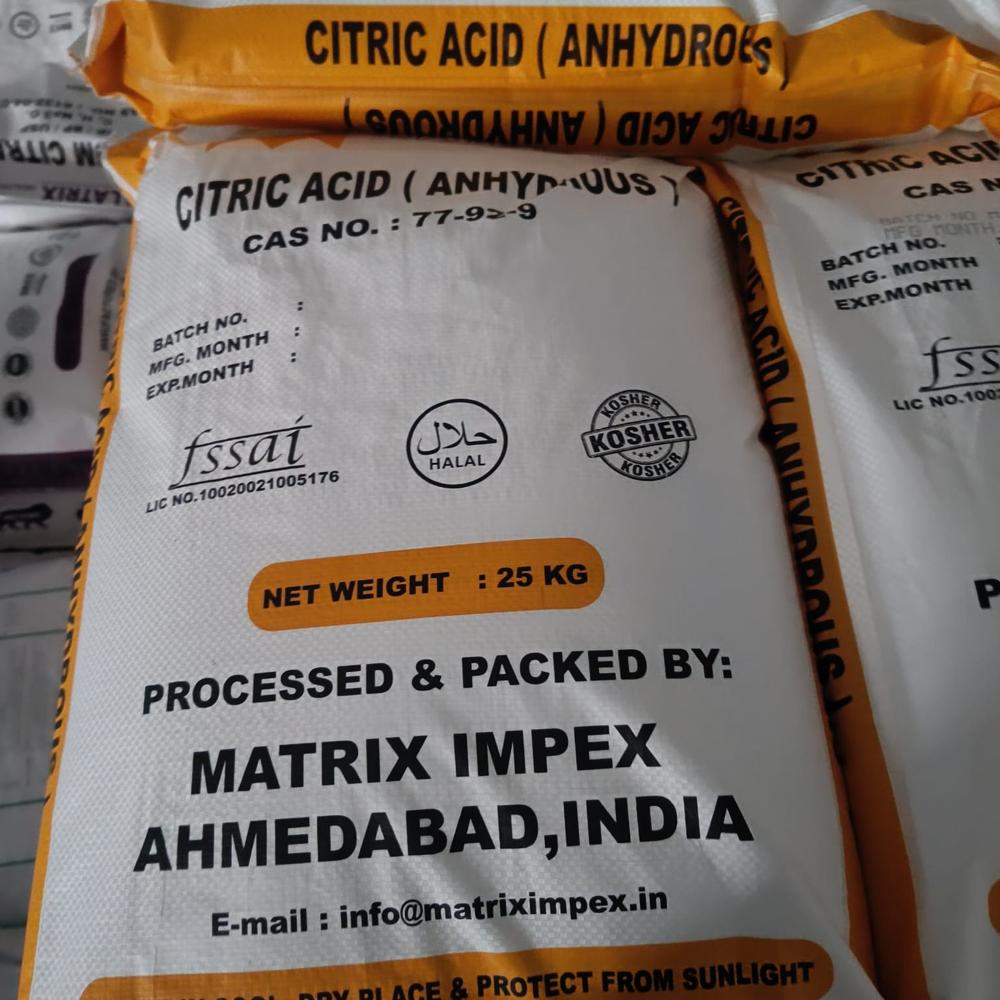 CITRIC ACID ( ANHYDROUS )
CITRIC ACID ( ANHYDROUS )
CITRIC ACID ( ANHYDROUS )
CAS NO. : 77-92-9
BATCH NO. :
MFG. MONTH :
EXP.MONTH :
fssai
LIC NO.10020021005176
حلال
HALAL
KOSHER
KOSHER
KOSHER
NET WEIGHT : 25 KG
PROCESSED & PACKED BY:
MATRIX IMPEX
AHMEDABAD,INDIA
E-mail : info@matriximpex.in
DRY PLACE & PROTECT FROM SUNLIGHT
CITRIC ACID ( ANHYDROUS )
CITRIC ACID
CAS
BATCH NO.
MFG. MONTH
EXP.MONTH
LIC NO.